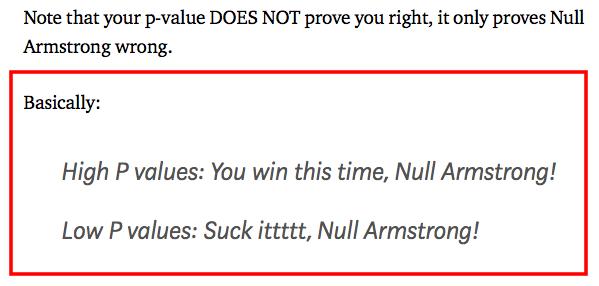 Note that your p-value DOES NOT prove you right, it only proves Null
Armstrong wrong.
Basically:
High P values: You win this time, Null Armstrong!
Low P values: Suck ittttt, Null Armstrong!